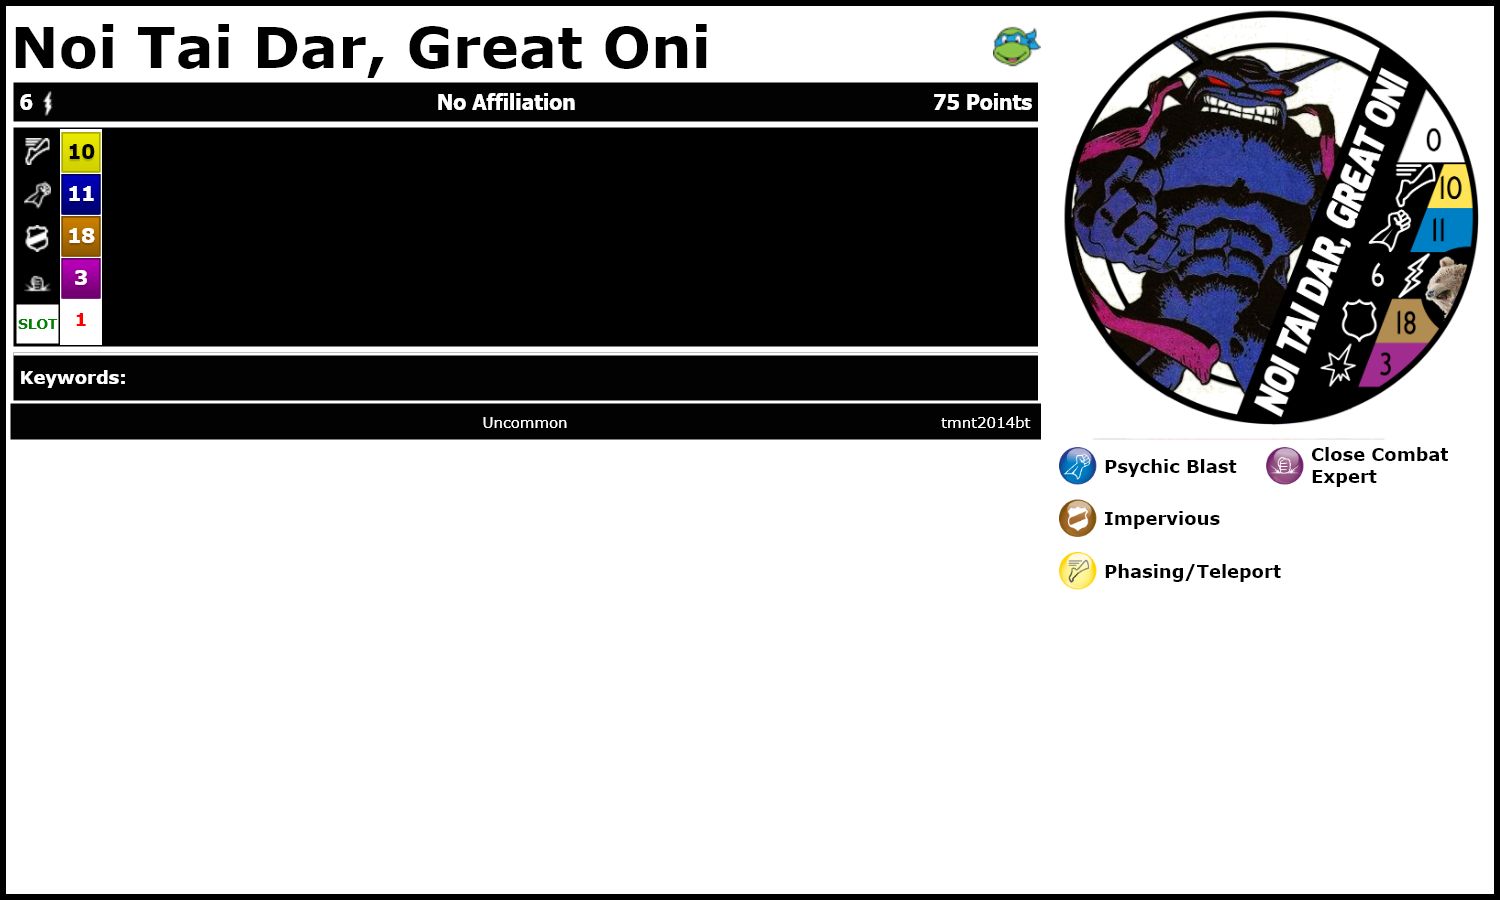 Noi Tai Dar, Great Oni
6 No Affiliation 75 Points
10
11
18
3
SLOT 1
Keywords:
Uncommon tmnt2014bt
NOI TAI DAR, GREAT ONI
0
10
11
6
18
3
Psychic Blast
Close Combat
Expert
Impervious
Phasing/Teleport